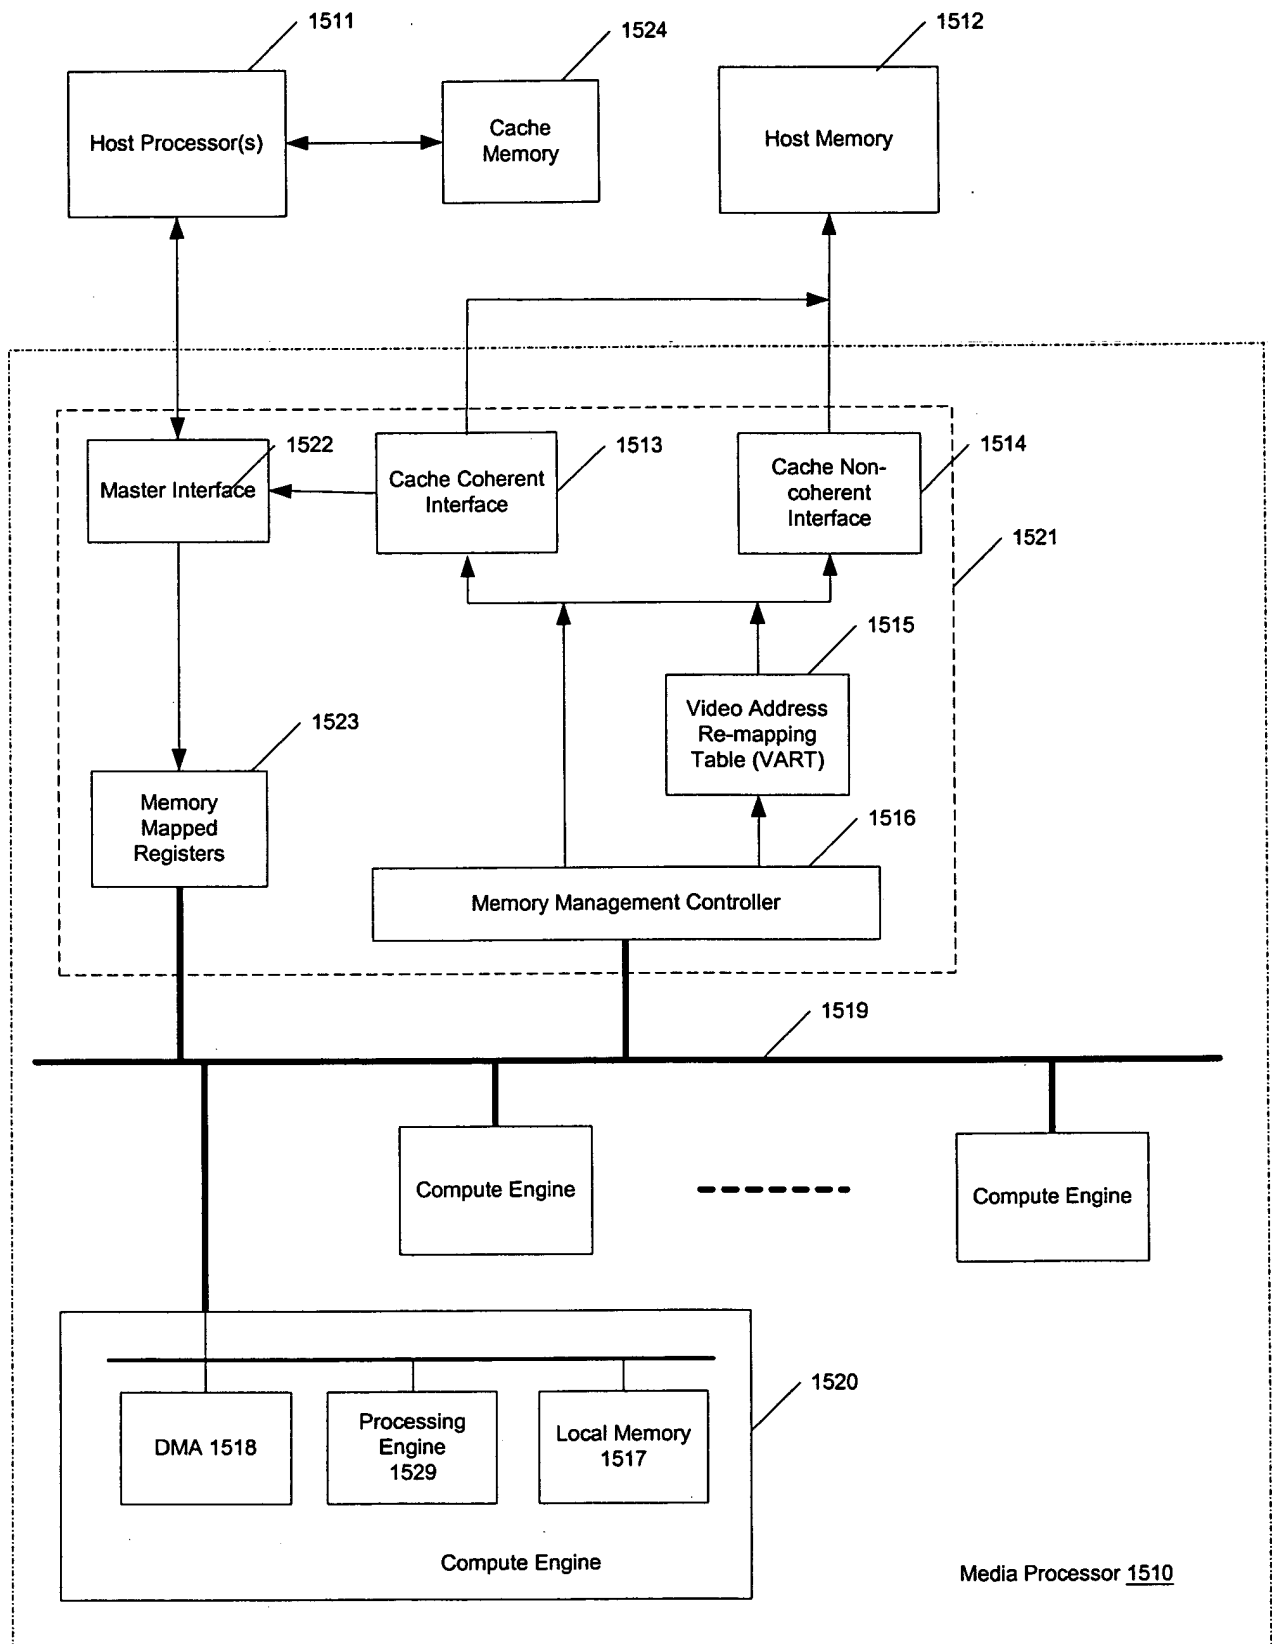 1511
1524
1512
Host Processor(s)
Cache
Memory
Host Memory
1522
1513
1514
Master Interface
Cache Coherent
Interface
Cache Non-
coherent
Interface
1521
1515
Video Address
Re-mapping
Table (VART)
1523
Memory
Mapped
Registers
1516
Memory Management Controller
1519
Compute Engine
Compute Engine
1520
DMA 1518
Processing
Engine
1529
Local Memory
1517
Compute Engine
Media Processor 1510